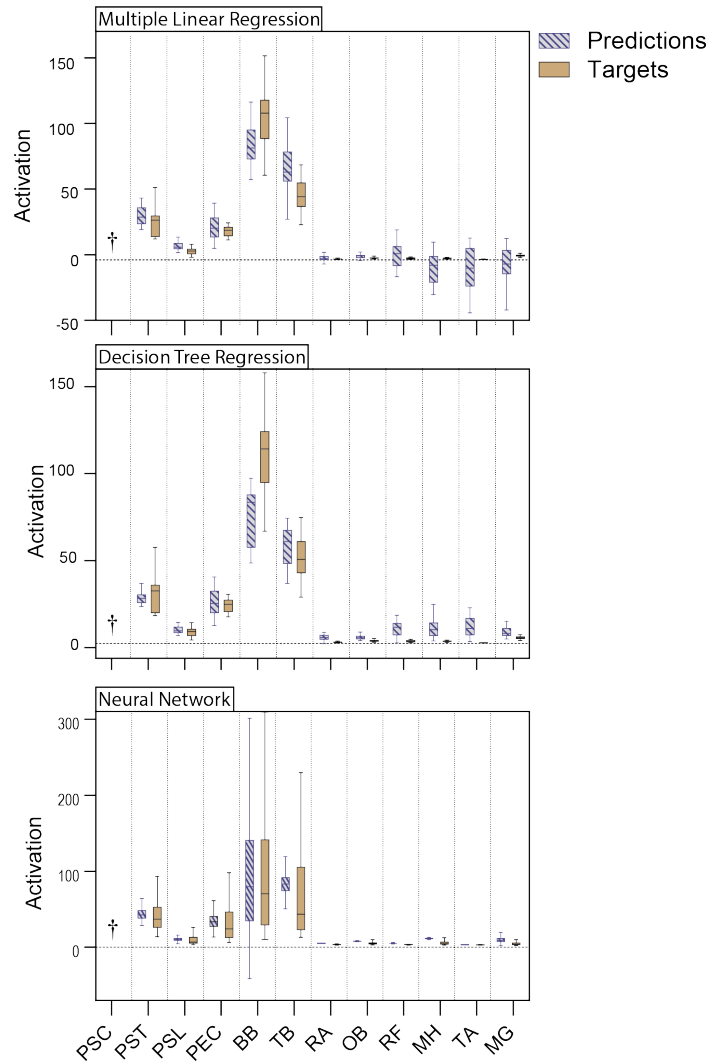 Multiple Linear Regression
Predictions
Targets
150
100
50
0
-50
Activation
†
Decision Tree Regression
150
100
50
0
Activation
†
Neural Network
300
200
100
0
Activation
†
PSC
PST
PSL
PEC
BB
TB
RA
OB
RF
MH
TA
MG